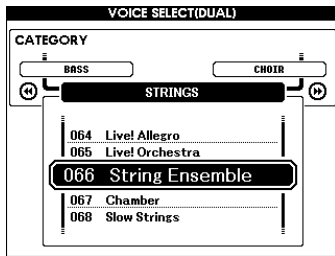 VOICE SELECT(DUAL)
CATEGORY
BASS
CHOIR
STRINGS
064 Live! Allegro
065 Live! Orchestra
066 String Ensemble
067 Chamber
068 Slow Strings